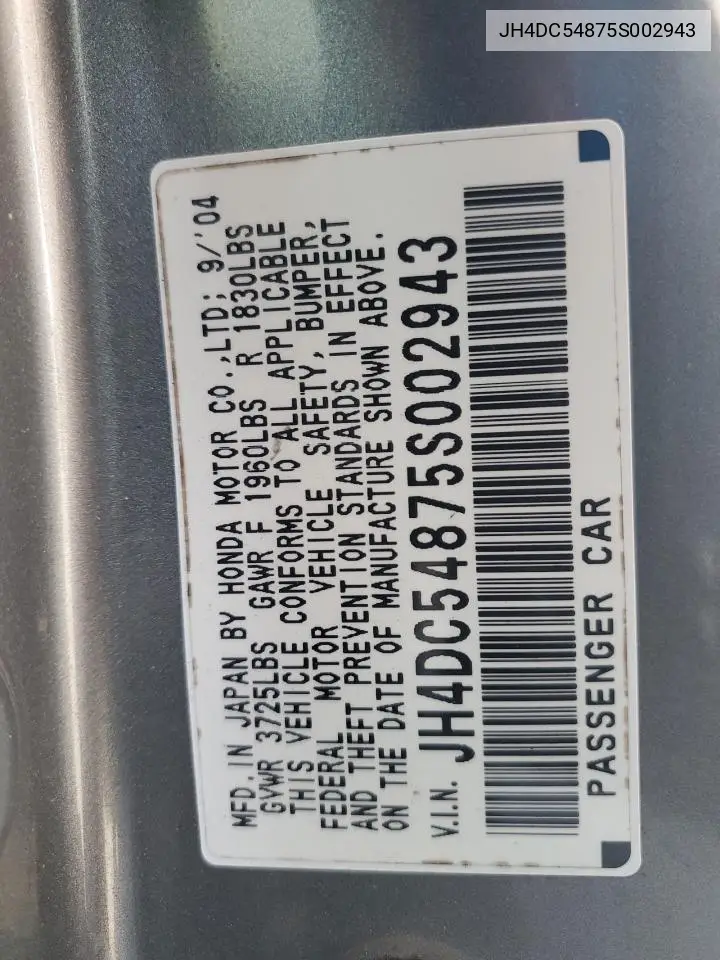 JH4DC54875S002943
MFD. IN JAPAN BY HONDA MOTOR CO.,LTD; 9/'04
GVWR 3725LBS GAWR F 1960LBS R 1830LBS
THIS VEHICLE CONFORMS TO ALL APPLICABLE
FEDERAL MOTOR VEHICLE SAFETY, BUMPER,
AND THEFT PREVENTION STANDARDS IN EFFECT
ON THE DATE OF MANUFACTURE SHOWN ABOVE.
V.I.N. JH4DC54875S002943
PASSENGER CAR